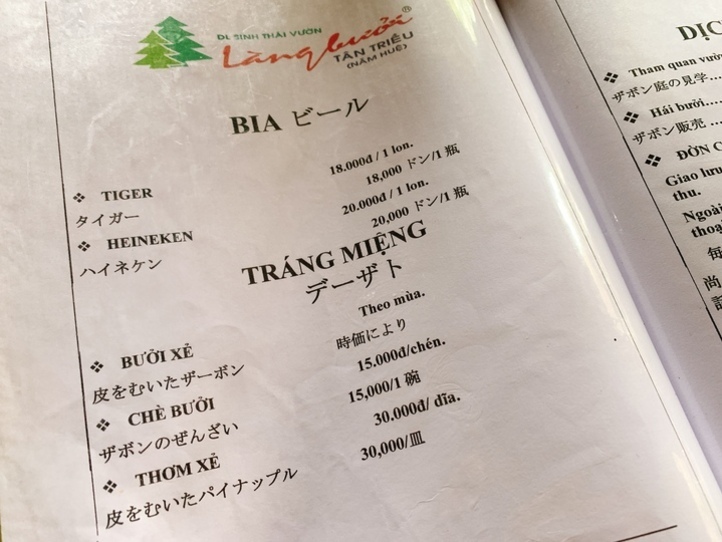 DL SINH THÁI VƯỜN
Làng bưởi®
TÂN TRIỀU
(NĂM HUỆ)
BIA ビール
❖ TIGER 18.000đ / 1 lon.
タイガー 18,000 ドン/1 瓶
❖ HEINEKEN 20.000đ / 1 lon.
ハイネケン 20,000 ドン/1 瓶
TRÁNG MIỆNG
デーザト
❖ BƯỞI XẺ Theo mùa.
皮をむいたザーボン 時価により
❖ CHÈ BƯỞI 15.000đ/chén.
ザボンのぜんざい 15,000/1 碗
❖ THƠM XẺ 30.000đ/ dĩa.
皮をむいたパイナップル 30,000/皿
DỊC
❖ Tham quan vườ
ザボン庭の見学...
❖ Hái bưởi....
ザボン販売 ...
❖ ĐỜN C
Giao lưu
thu.
Ngoài
thoạ
毎
尚